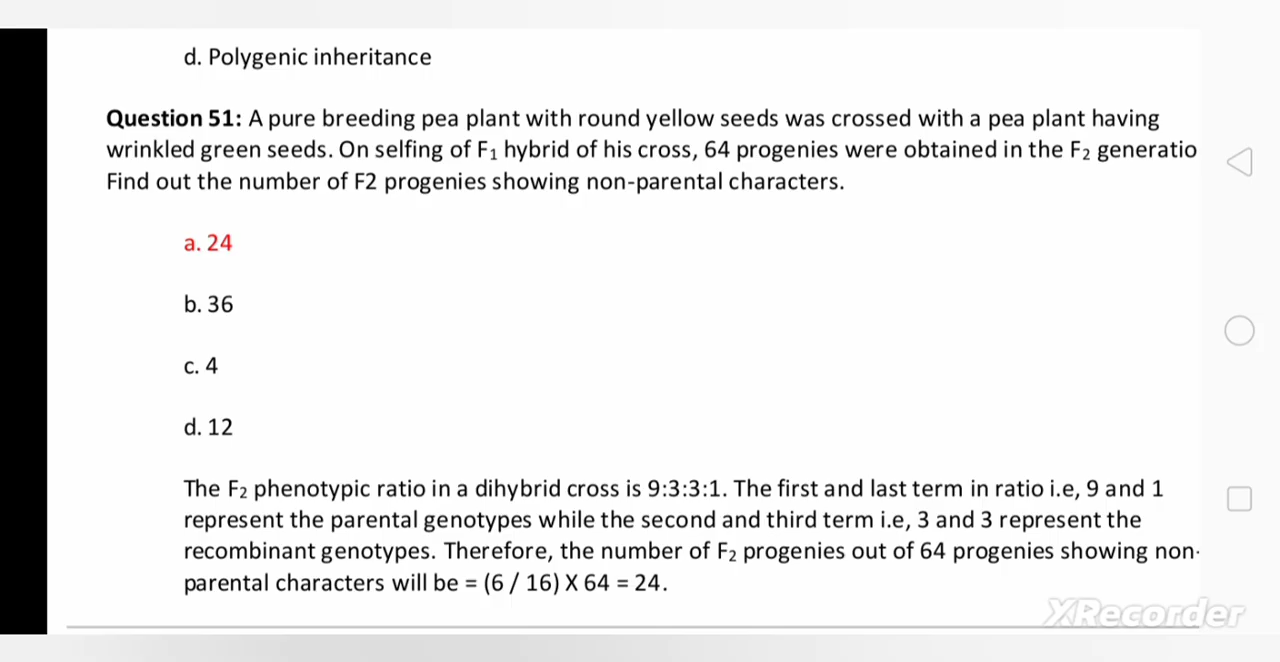 d. Polygenic inheritance
Question 51: A pure breeding pea plant with round yellow seeds was crossed with a pea plant having
wrinkled green seeds. On selfing of F₁ hybrid of his cross, 64 progenies were obtained in the F₂ generatio
Find out the number of F2 progenies showing non-parental characters.
a. 24
b. 36
c. 4
d. 12
The F₂ phenotypic ratio in a dihybrid cross is 9:3:3:1. The first and last term in ratio i.e, 9 and 1
represent the parental genotypes while the second and third term i.e, 3 and 3 represent the
recombinant genotypes. Therefore, the number of F₂ progenies out of 64 progenies showing non-
parental characters will be = (6 / 16) X 64 = 24.
XRecorder